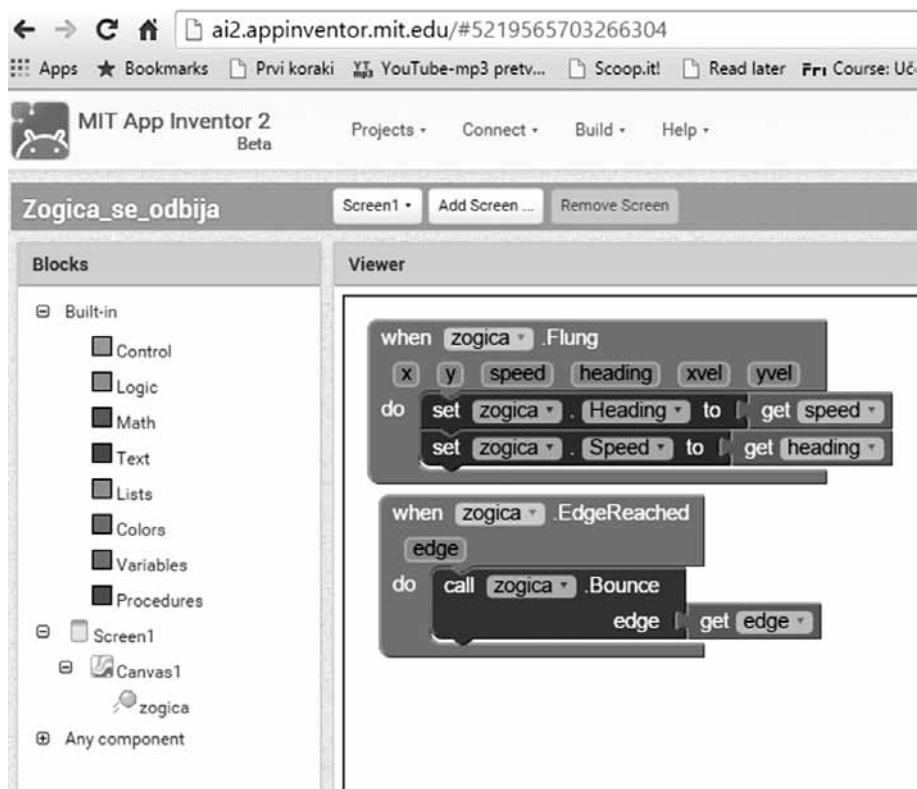 ai2.appinventor.mit.edu/#5219565703266304
Apps Bookmarks Prvi koraki YT mp3 YouTube-mp3 pretv... Scoop.it! Read later Fri Course: Uč
MIT App Inventor 2
Beta
Projects Connect Build Help
Zogica_se_odbija
Screen1 Add Screen ... Remove Screen
Blocks
Built-in
Control
Logic
Math
Text
Lists
Colors
Variables
Procedures
Screen1
Canvas1
zogica
Any component
Viewer
when zogica .Flung
x y speed heading xvel yvel
do set zogica . Heading to get speed
set zogica . Speed to get heading
when zogica .EdgeReached
edge
do call zogica .Bounce
edge get edge